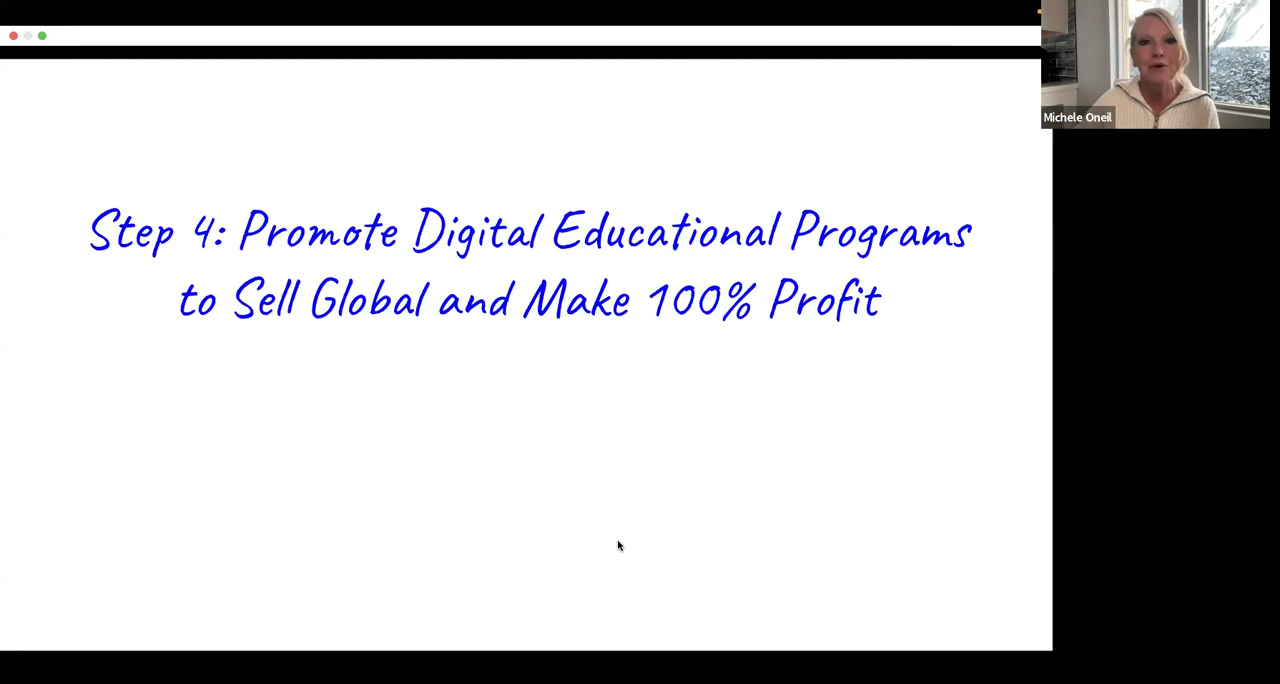 Michele Oneil
Step 4: Promote Digital Educational Programs
to Sell Global and Make 100% Profit